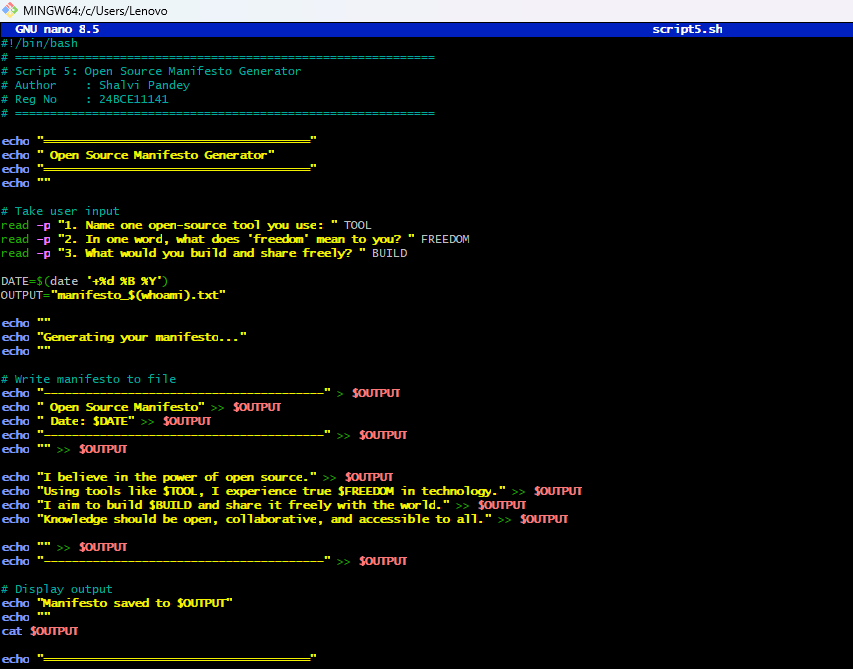 MINGW64:/c/Users/Lenovo
GNU nano 8.5 script5.sh
#!/bin/bash
# ============================================================
# Script 5: Open Source Manifesto Generator
# Author    : Shalvi Pandey
# Reg No    : 24BCE11141
# ============================================================
echo "======================================"
echo " Open Source Manifesto Generator"
echo "======================================"
echo ""
# Take user input
read -p "1. Name one open-source tool you use: " TOOL
read -p "2. In one word, what does 'freedom' mean to you? " FREEDOM
read -p "3. What would you build and share freely? " BUILD
DATE=$(date '+%d %B %Y')
OUTPUT="manifesto_$(whoami).txt"
echo ""
echo "Generating your manifesto..."
echo ""
# Write manifesto to file
echo "----------------------------------------" > $OUTPUT
echo " Open Source Manifesto" >> $OUTPUT
echo " Date: $DATE" >> $OUTPUT
echo "----------------------------------------" >> $OUTPUT
echo "" >> $OUTPUT
echo "I believe in the power of open source." >> $OUTPUT
echo "Using tools like $TOOL, I experience true $FREEDOM in technology." >> $OUTPUT
echo "I aim to build $BUILD and share it freely with the world." >> $OUTPUT
echo "Knowledge should be open, collaborative, and accessible to all." >> $OUTPUT
echo "" >> $OUTPUT
echo "----------------------------------------" >> $OUTPUT
# Display output
echo "Manifesto saved to $OUTPUT"
echo ""
cat $OUTPUT
echo "======================================"